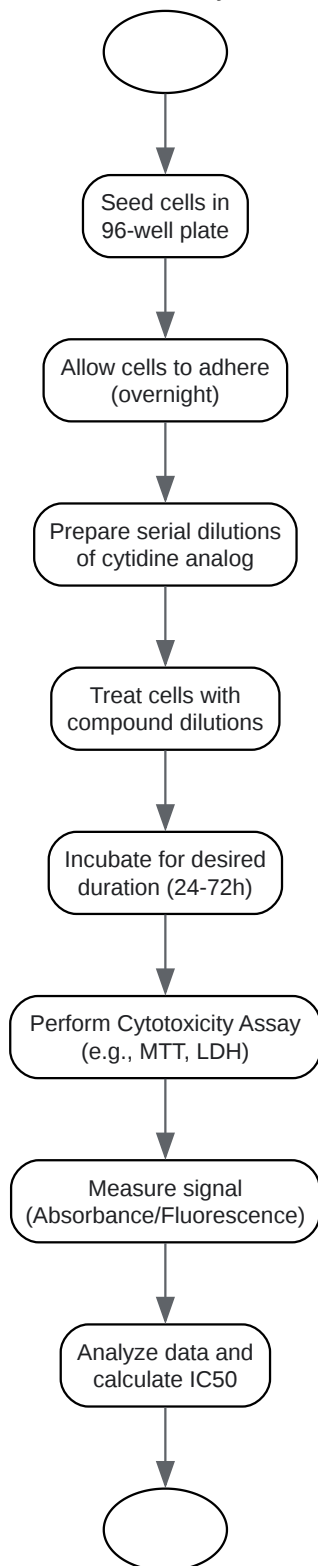 Seed cells in
96-well plate
Allow cells to adhere
(overnight)
Prepare serial dilutions
of cytidine analog
Treat cells with
compound dilutions
Incubate for desired
duration (24-72h)
Perform Cytotoxicity Assay
(e.g., MTT, LDH)
Measure signal
(Absorbance/Fluorescence)
Analyze data and
calculate IC50